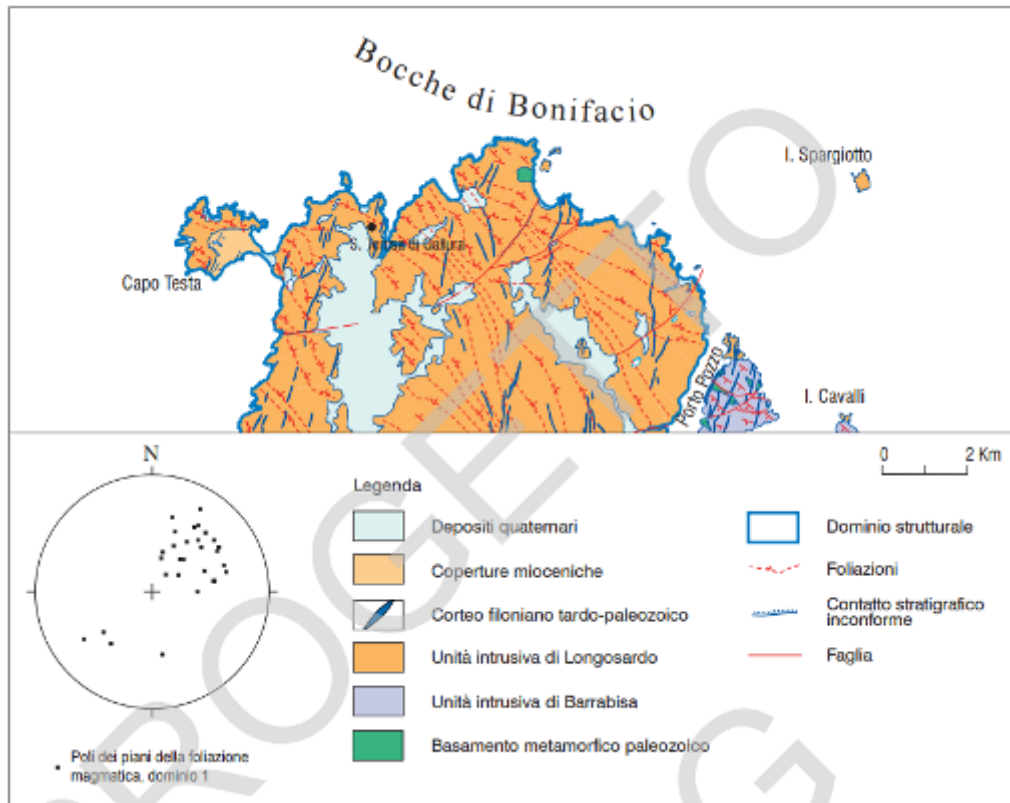 Bocche di Bonifacio
I. Spargiotto
S. Teresa di Gallura
Capo Testa
Porto Pozzo
I. Cavalli
0 2 Km
N
Legenda
Depositi quaternari
Coperture mioceniche
Corteo filoniano tardo-paleozoico
Unità intrusiva di Longosardo
Unità intrusiva di Barrabisa
Basamento metamorfico paleozoico
Dominio strutturale
Foliazioni
Contatto stratigrafico
inconforme
Faglia
Poli dei piani della foliazione
magmatica, dominio 1
PROGETTO
G